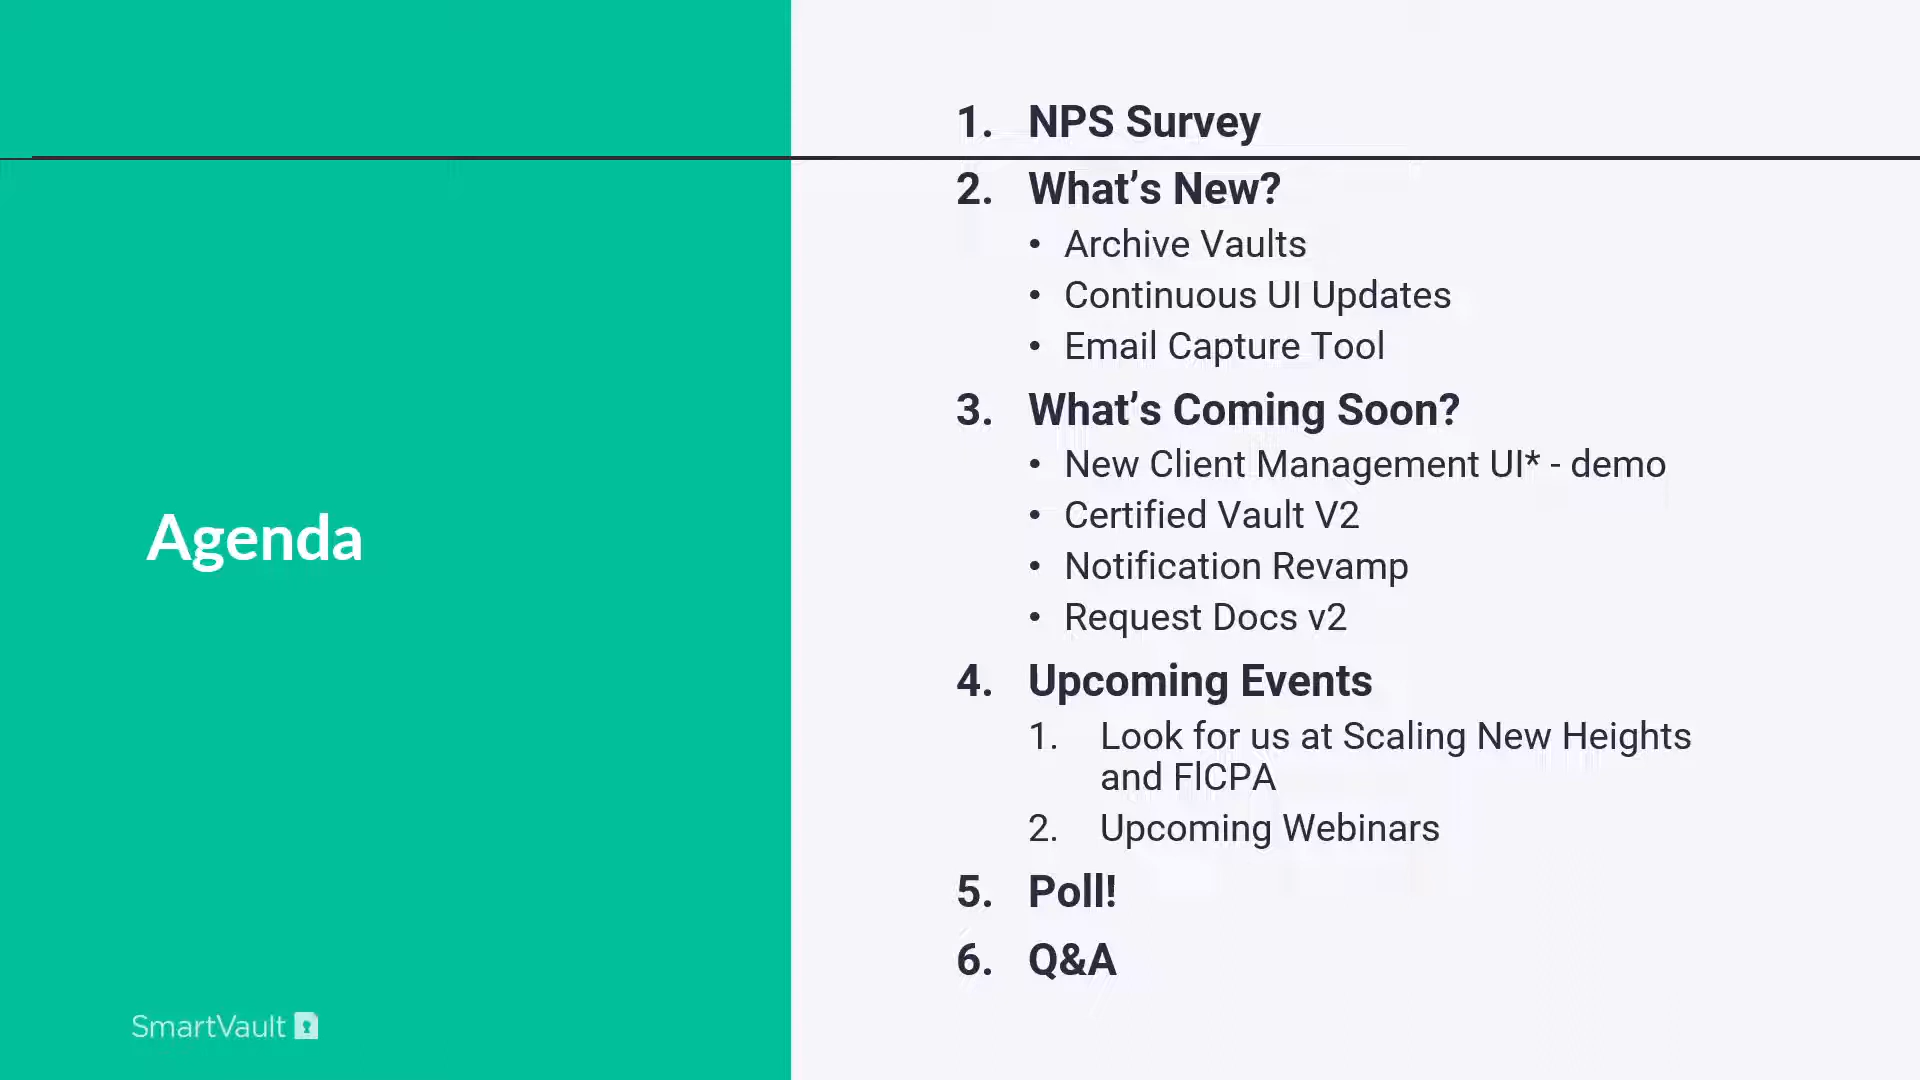 Agenda
1. NPS Survey
2. What’s New?
• Archive Vaults
• Continuous UI Updates
• Email Capture Tool
3. What’s Coming Soon?
• New Client Management UI* - demo
• Certified Vault V2
• Notification Revamp
• Request Docs v2
4. Upcoming Events
1. Look for us at Scaling New Heights
and FlCPA
2. Upcoming Webinars
5. Poll!
6. Q&A
SmartVault